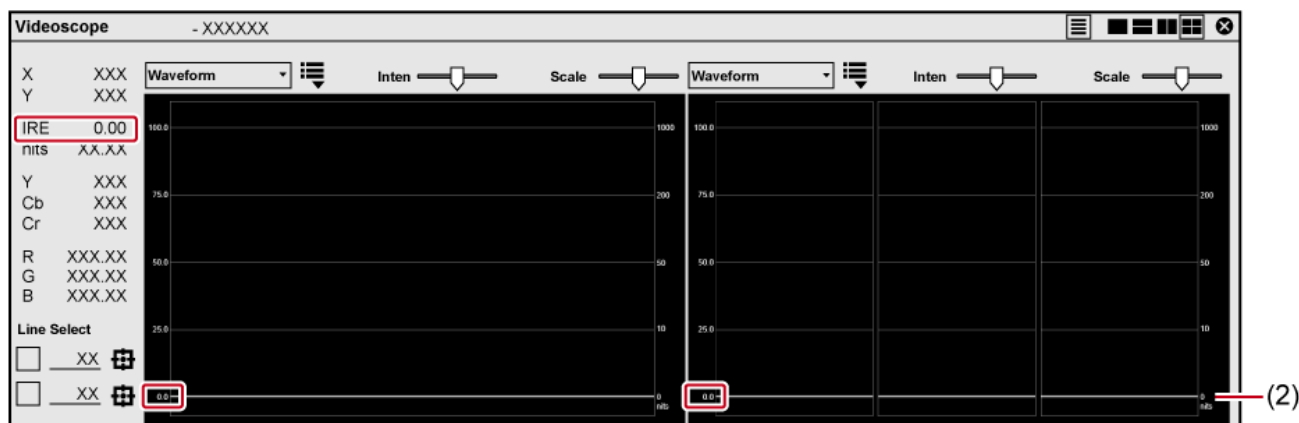 Videoscope - XXXXXX
X XXX
Y XXX
IRE 0.00
nits XX.XX
Y XXX
Cb XXX
Cr XXX
R XXX.XX
G XXX.XX
B XXX.XX
Line Select
XX
XX
Waveform Inten Scale
100.0 1000
75.0 200
50.0 50
25.0 10
0.0 0
nits
Waveform Inten Scale
100.0 1000
75.0 200
50.0 50
25.0 10
0.0 0
nits
(2)